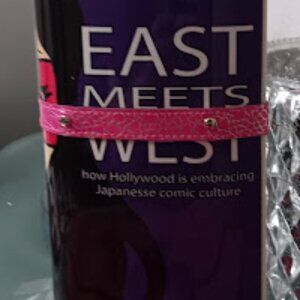 EAST
MEETS
WEST
how Hollywood is embracing
Japanesse comic culture